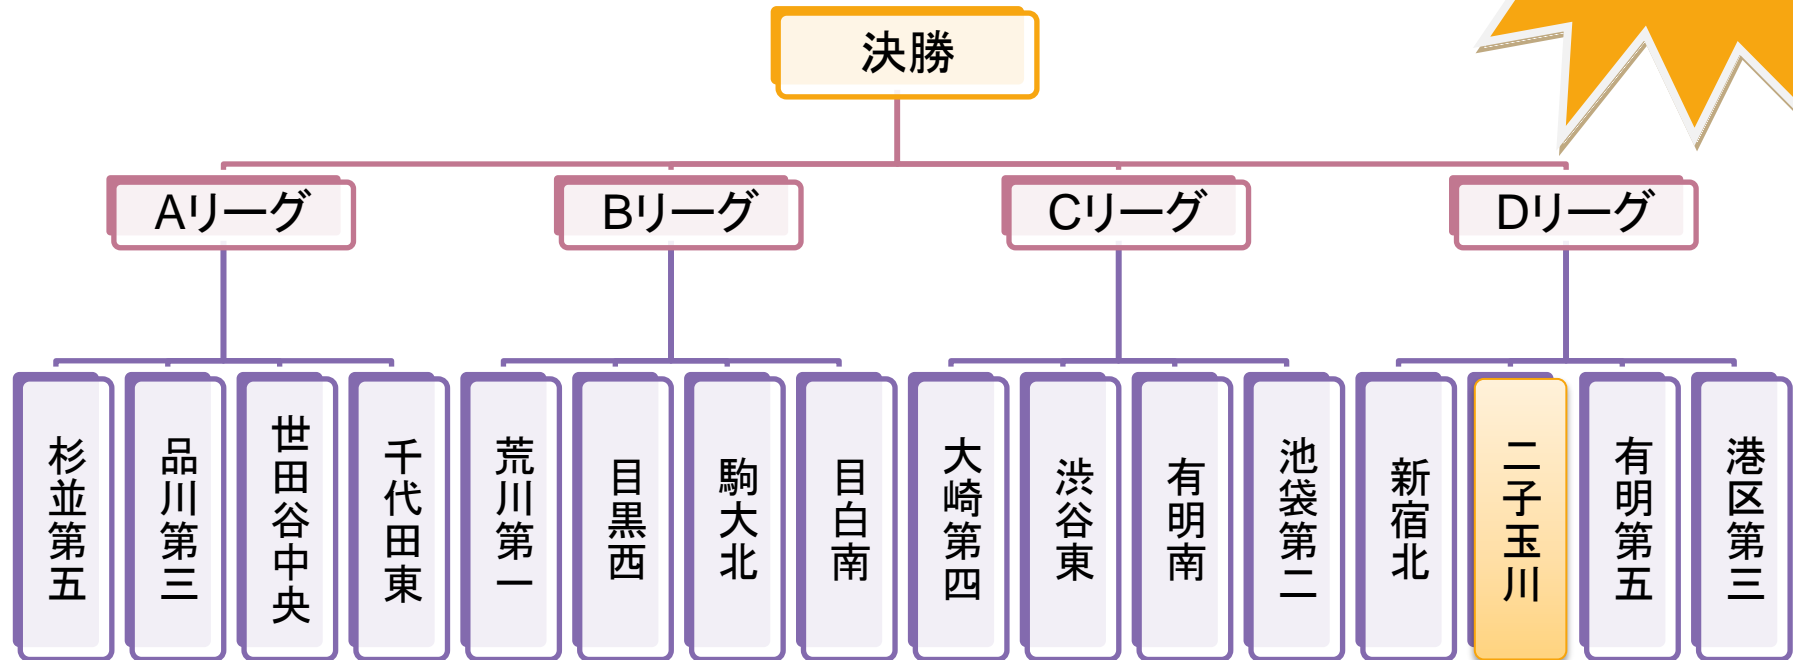 決勝
Aリーグ
Bリーグ
Cリーグ
Dリーグ
杉並第五
品川第三
世田谷中央
千代田東
荒川第一
目黒西
駒大北
目白南
大崎第四
渋谷東
有明南
池袋第二
新宿北
二子玉川
有明第五
港区第三